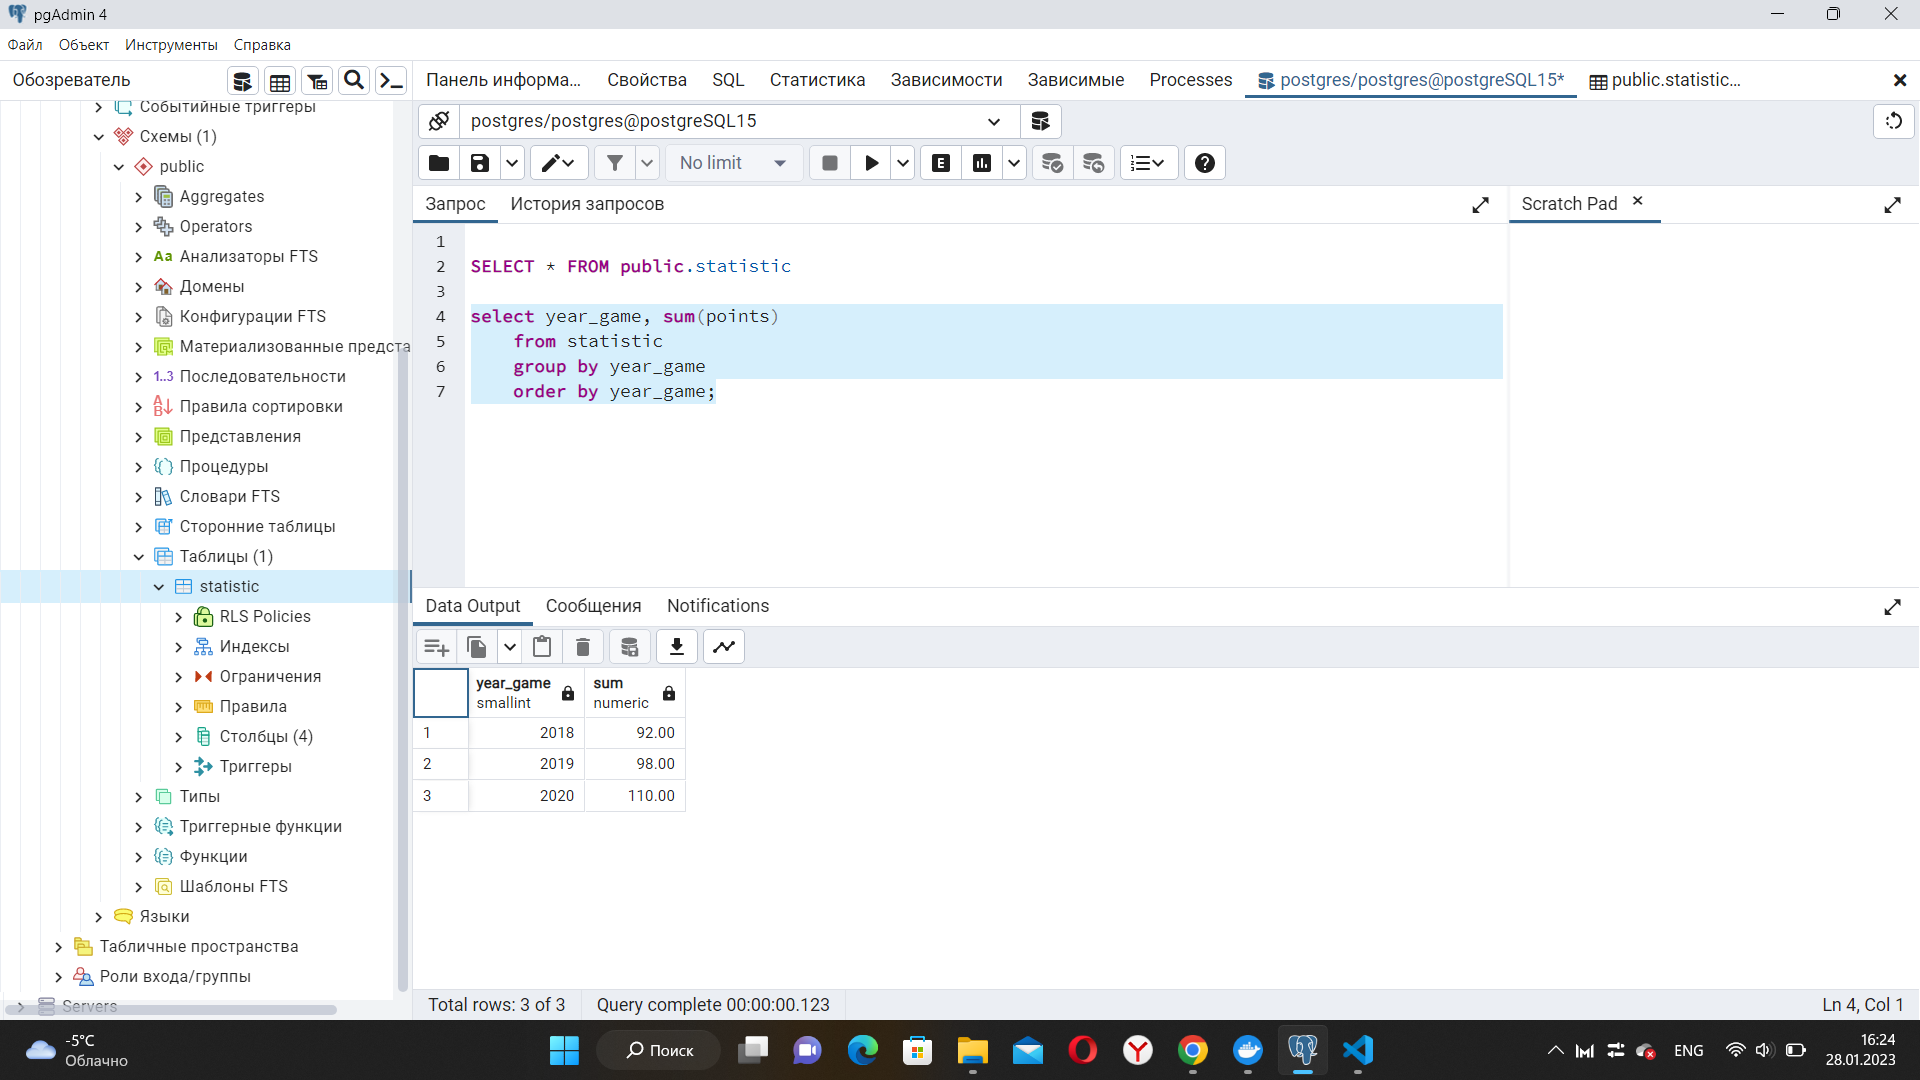 pgAdmin 4
Файл Объект Инструменты Справка
Обозреватель
Панель информа... Свойства SQL Статистика Зависимости Зависимые Processes postgres/postgres@postgreSQL15* public.statistic...
Событийные триггеры
Схемы (1)
public
Aggregates
Operators
Aa Анализаторы FTS
Домены
Конфигурации FTS
Материализованные предста
1..3 Последовательности
Правила сортировки
Представления
Процедуры
Словари FTS
Сторонние таблицы
Таблицы (1)
statistic
RLS Policies
Индексы
Ограничения
Правила
Столбцы (4)
Триггеры
Типы
Триггерные функции
Функции
Шаблоны FTS
Языки
Табличные пространства
Роли входа/группы
Servers
postgres/postgres@postgreSQL15
No limit
E
Запрос История запросов
Scratch Pad
1
2 SELECT * FROM public.statistic
3
4 select year_game, sum(points)
5 from statistic
6 group by year_game
7 order by year_game;
Data Output Сообщения Notifications
year_game smallint
sum numeric
1 2018 92.00
2 2019 98.00
3 2020 110.00
Total rows: 3 of 3 Query complete 00:00:00.123 Ln 4, Col 1
-5°C
Облачно
Поиск
ENG
16:24
28.01.2023